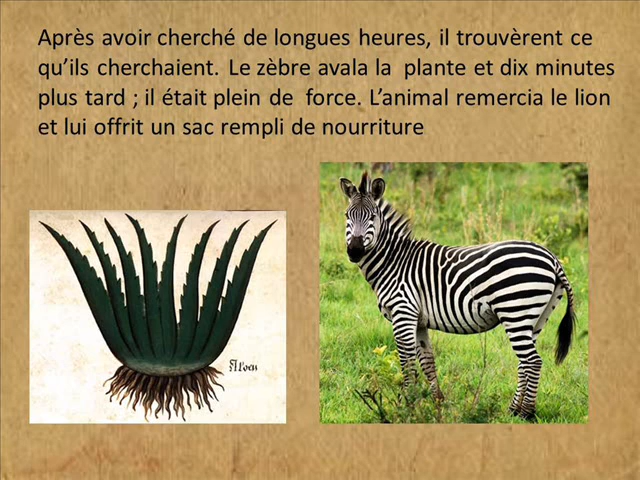 Après avoir cherché de longues heures, il trouvèrent ce
qu’ils cherchaient. Le zèbre avala la plante et dix minutes
plus tard ; il était plein de force. L’animal remercia le lion
et lui offrit un sac rempli de nourriture